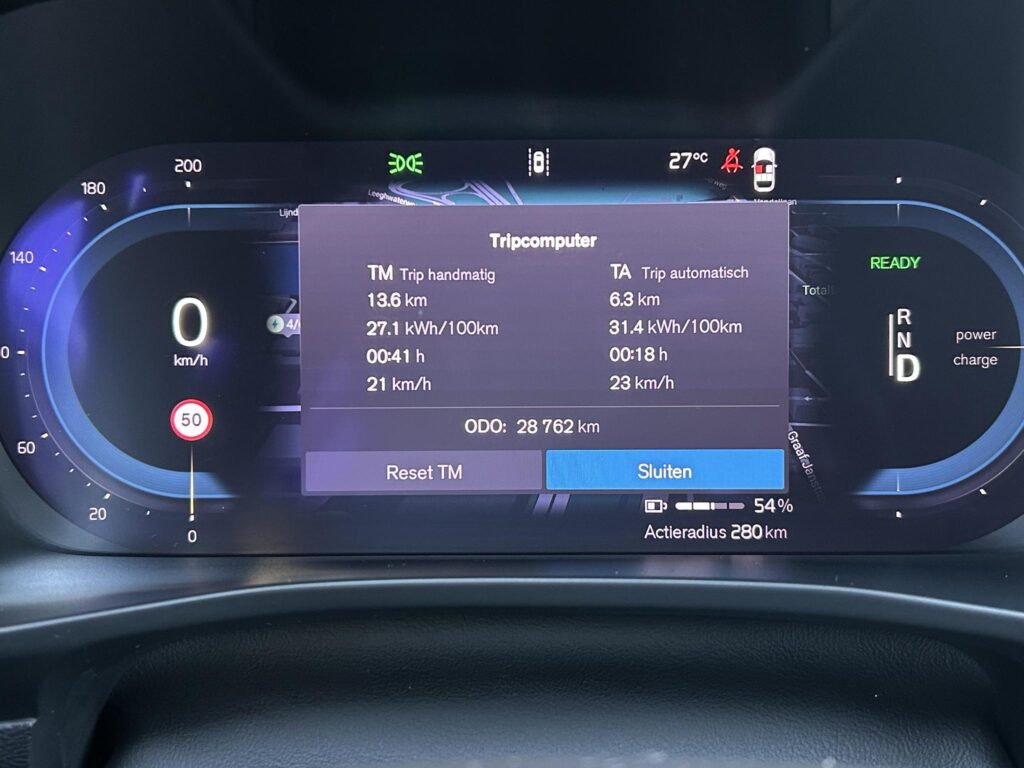 200
180
140
60
20
0
0
km/h
50
27°C
Leeghwaterweg
Tripcomputer
TM Trip handmatig
13.6 km
27.1 kWh/100km
00:41 h
21 km/h
TA Trip automatisch
6.3 km
31.4 kWh/100km
00:18 h
23 km/h
ODO: 28 762 km
Reset TM
Sluiten
54%
Actieradius 280 km
READY
R
N
D
power
charge